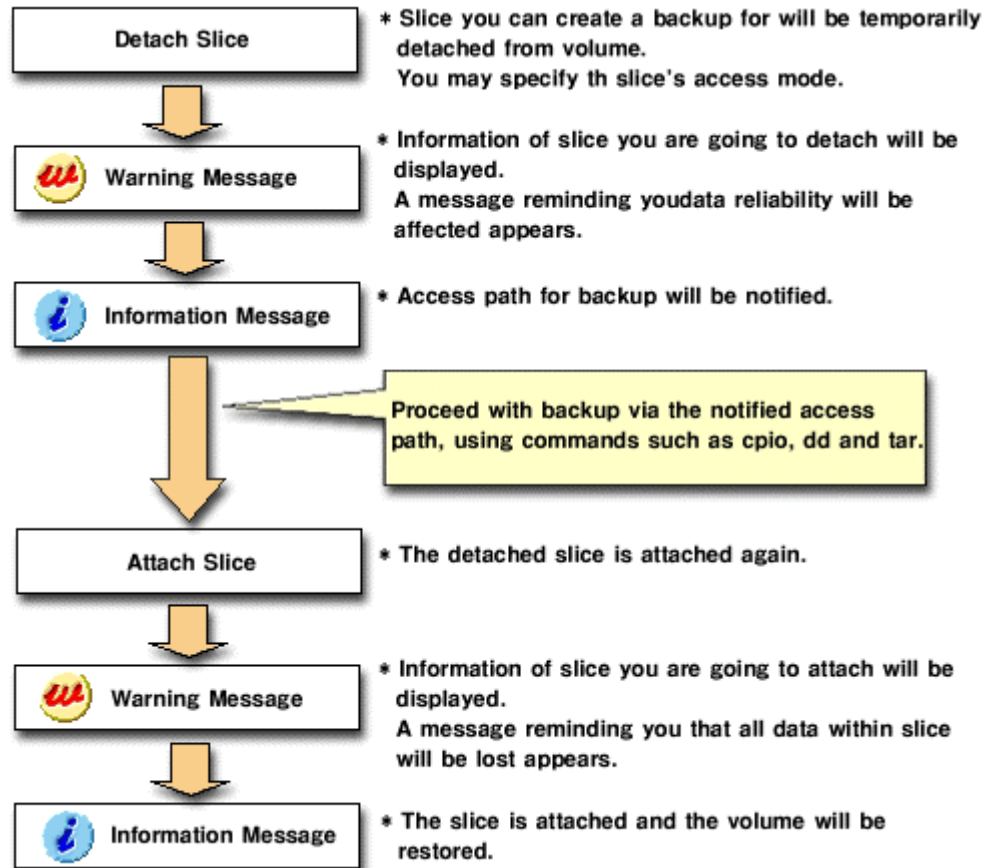 Detach Slice
* Slice you can create a backup for will be temporarily
detached from volume.
You may specify th slice's access mode.
Warning Message
* Information of slice you are going to detach will be
displayed.
A message reminding youdata reliability will be
affected appears.
Information Message
* Access path for backup will be notified.
Proceed with backup via the notified access
path, using commands such as cpio, dd and tar.
Attach Slice
* The detached slice is attached again.
Warning Message
* Information of slice you are going to attach will be
displayed.
A message reminding you that all data within slice
will be lost appears.
Information Message
* The slice is attached and the volume will be
restored.